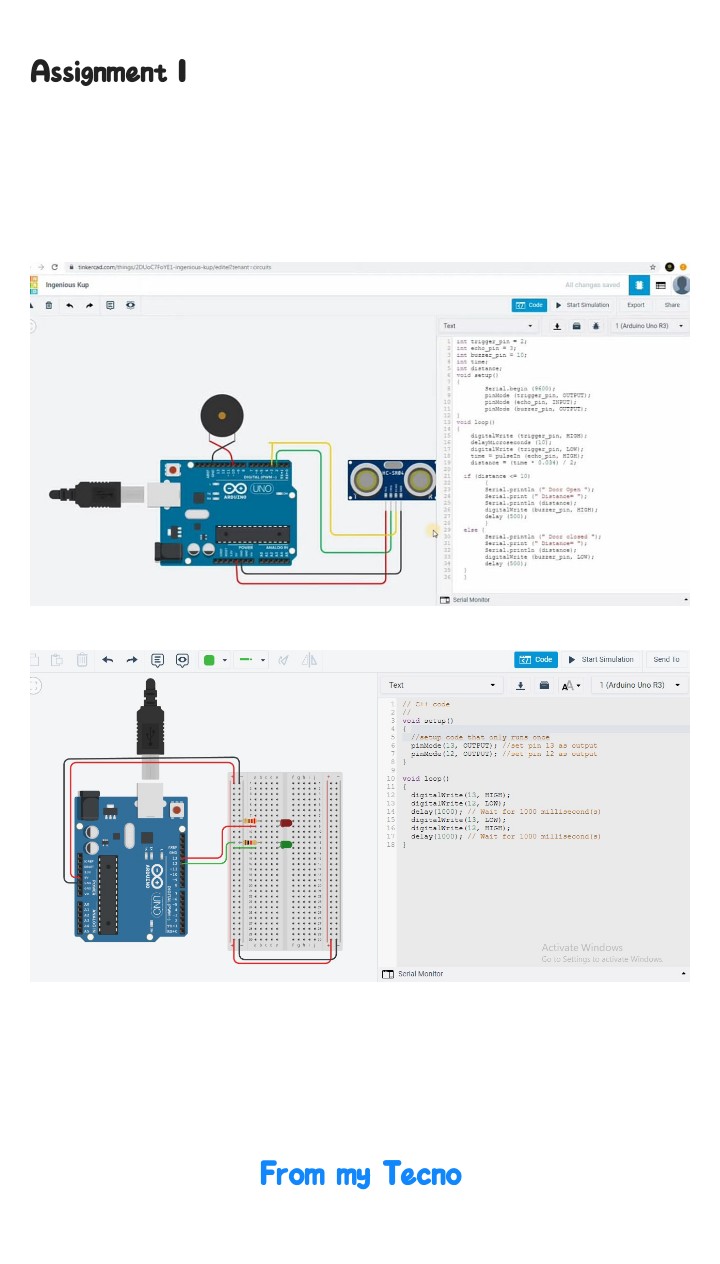 Assignment 1
tinkercad.com/things/
Ingenious Kup
All changes saved
Code
Start Simulation
Export
Share
Text
1 (Arduino Uno R3)
1 int trigger_pin = 2;
2 int echo_pin = 3;
3 int buzzer_pin = 10;
4 int time;
5 int distance;
6 void setup()
7 {
8 Serial.begin (9600);
9 pinMode (trigger_pin, OUTPUT);
10 pinMode (echo_pin, INPUT);
11 pinMode (buzzer_pin, OUTPUT);
12 }
13 void loop()
14 {
15 digitalWrite (trigger_pin, HIGH);
16 delayMicroseconds (10);
17 digitalWrite (trigger_pin, LOW);
18 time = pulseIn (echo_pin, HIGH);
19 distance = (time * 0.034) / 2;
20
21 if (distance <= 10)
22 {
23 Serial.println (" Door Open ");
24 Serial.print (" Distance= ");
25 Serial.println (distance);
26 digitalWrite (buzzer_pin, HIGH);
27 delay (500);
28 }
29 else {
30 Serial.println (" Door closed ");
31 Serial.print (" Distance= ");
32 Serial.println (distance);
33 digitalWrite (buzzer_pin, LOW);
34 delay (500);
35 }
36 }
DIGITAL (PWM ~)
UNO
ARDUINO
POWER
ANALOG IN
HC-SR04
Serial Monitor
Code
Start Simulation
Send To
Text
1 (Arduino Uno R3)
1 // C++ code
2 //
3 void setup()
4 {
5 //setup code that only runs once
6 pinMode(13, OUTPUT); //set pin 13 as output
7 pinMode(12, OUTPUT); //set pin 12 as output
8 }
9
10 void loop()
11 {
12 digitalWrite(13, HIGH);
13 digitalWrite(12, LOW);
14 delay(1000); // Wait for 1000 millisecond(s)
15 digitalWrite(13, LOW);
16 digitalWrite(12, HIGH);
17 delay(1000); // Wait for 1000 millisecond(s)
18 }
UNO
ARDUINO
Activate Windows
Go to Settings to activate Windows.
Serial Monitor
From my Tecno